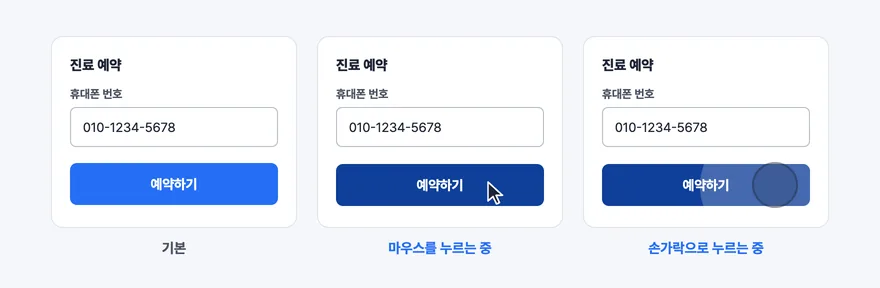 진료 예약
휴대폰 번호
010-1234-5678
예약하기
기본
진료 예약
휴대폰 번호
010-1234-5678
예약하기
마우스를 누르는 중
진료 예약
휴대폰 번호
010-1234-5678
예약하기
손가락으로 누르는 중